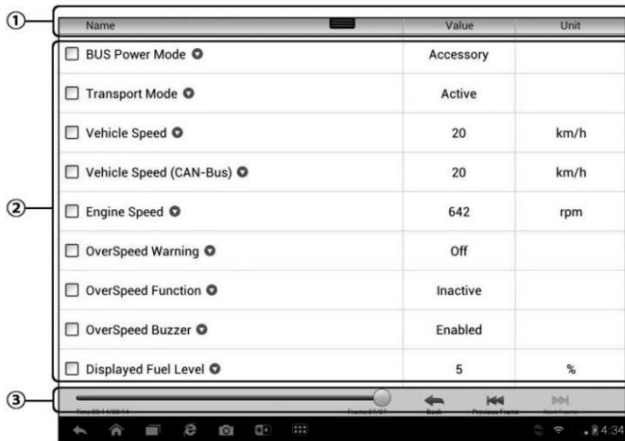 ①
Name Value Unit
②
BUS Power Mode Accessory
Transport Mode Active
Vehicle Speed 20 km/h
Vehicle Speed (CAN-Bus) 20 km/h
Engine Speed 642 rpm
OverSpeed Warning Off
OverSpeed Function Inactive
OverSpeed Buzzer Enabled
Displayed Fuel Level 5 %
③
Back Previous Frame Next Frame
4:34